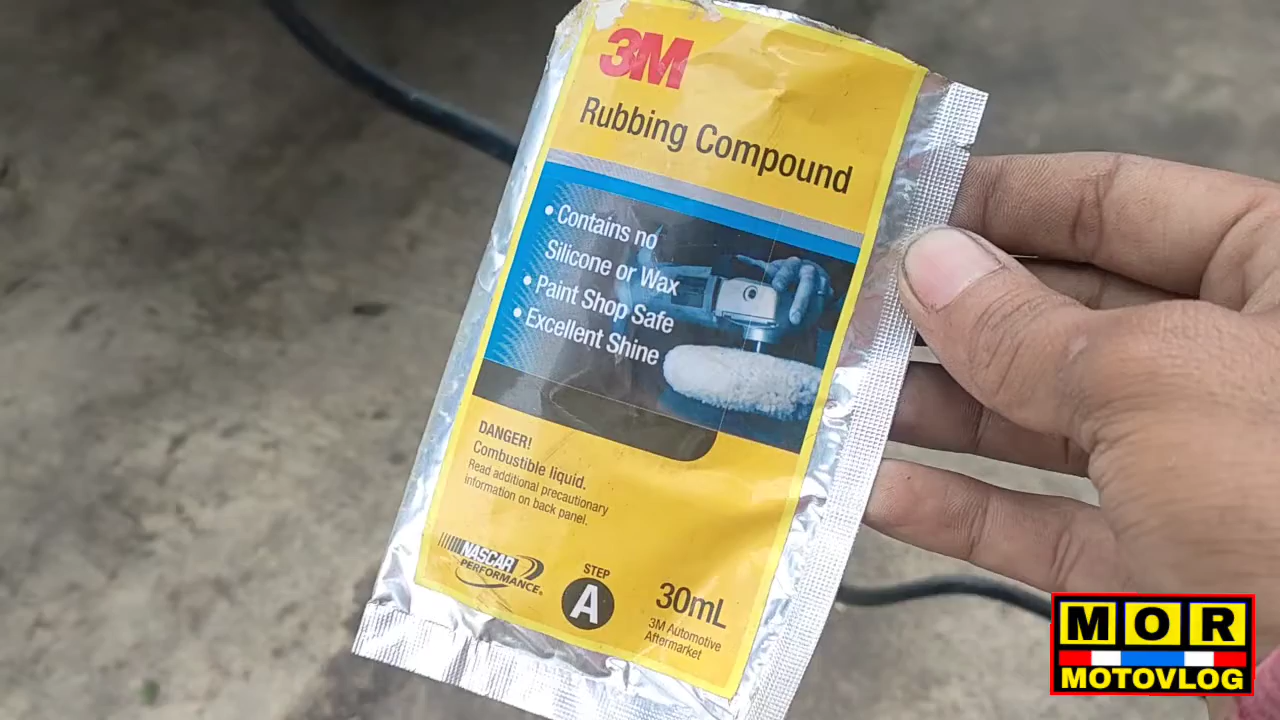 3M
Rubbing Compound
• Contains no
Silicone or Wax
• Paint Shop Safe
• Excellent Shine
DANGER!
Combustible liquid.
Read additional precautionary
information on back panel.
NASCAR
PERFORMANCE®
STEP
A
30mL
3M Automotive
Aftermarket
MOR
MOTOVLOG